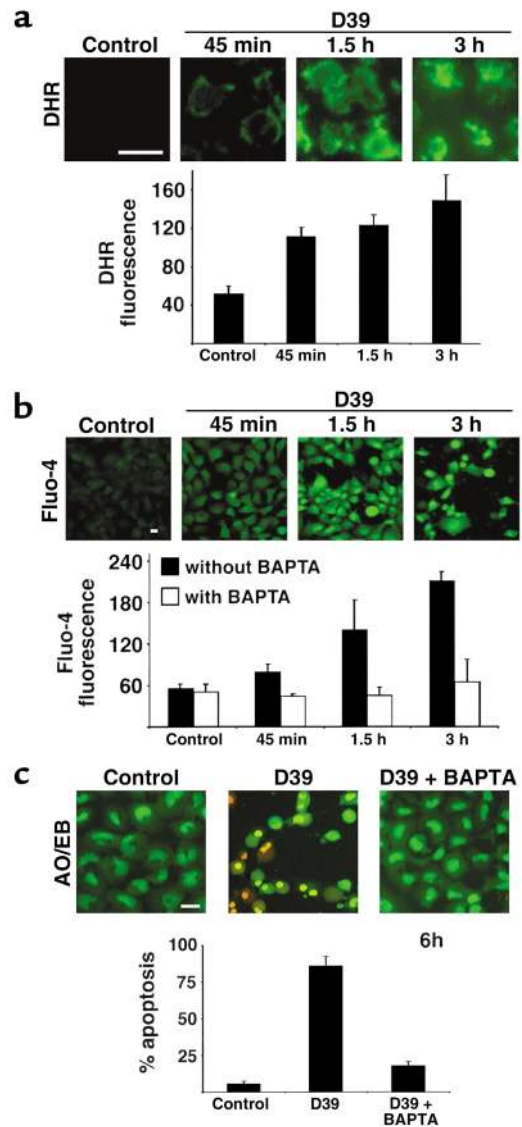 a
D39
Control 45 min 1.5 h 3 h
DHR
DHR fluorescence
160
120
80
40
Control 45 min 1.5 h 3 h
b
D39
Control 45 min 1.5 h 3 h
Fluo-4
Fluo-4 fluorescence
240
180
120
60
without BAPTA
with BAPTA
Control 45 min 1.5 h 3 h
c
Control D39 D39 + BAPTA
AO/EB
6h
% apoptosis
100
75
50
25
Control D39 D39 +
BAPTA